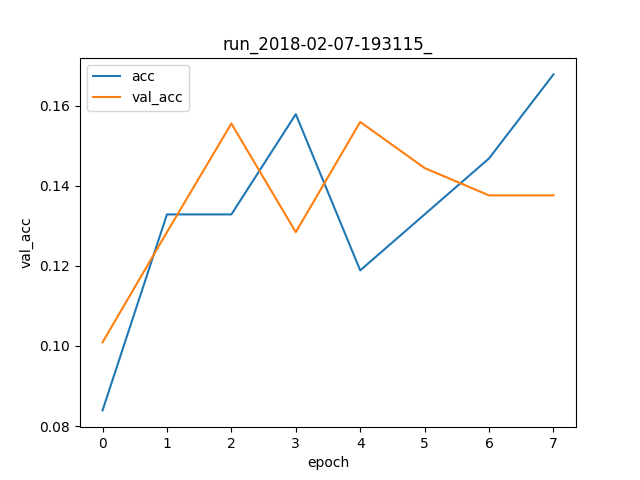 run_2018-02-07-193115_
acc
val_acc
0.16
0.14
0.12
0.10
0.08
val_acc
0 1 2 3 4 5 6 7
epoch